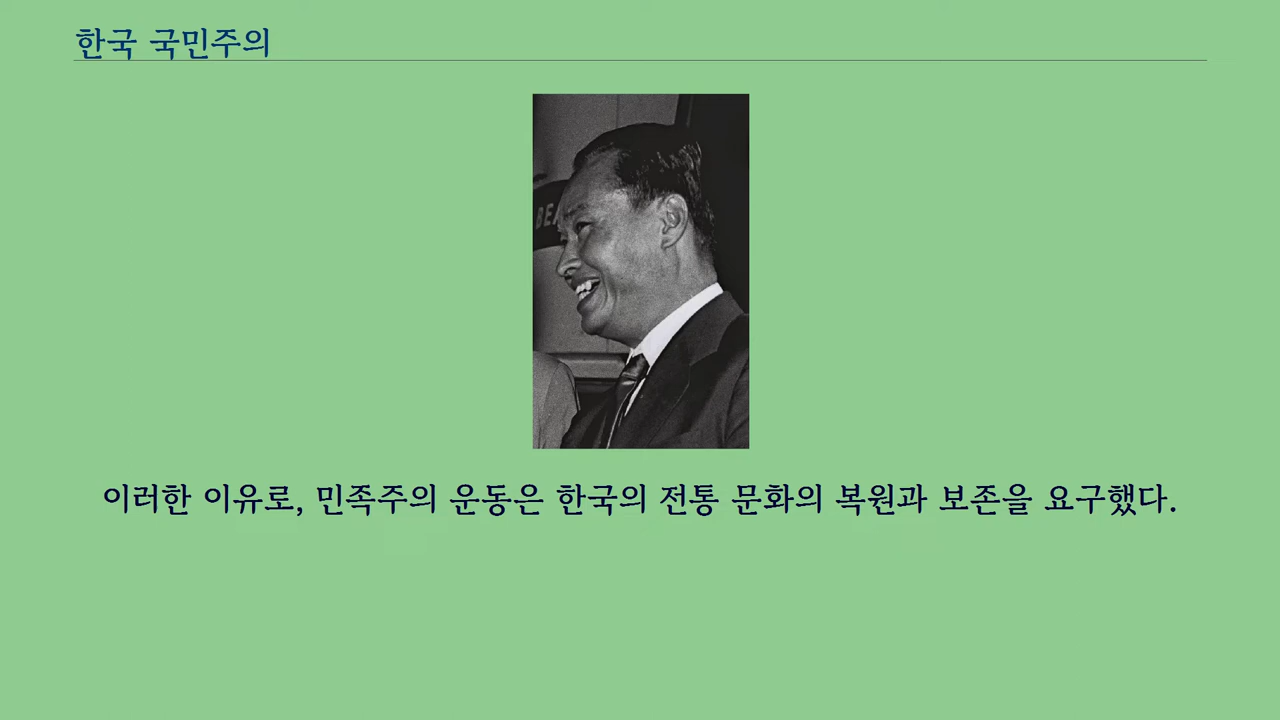 한국 국민주의
BEA
이러한 이유로, 민족주의 운동은 한국의 전통 문화의 복원과 보존을 요구했다.